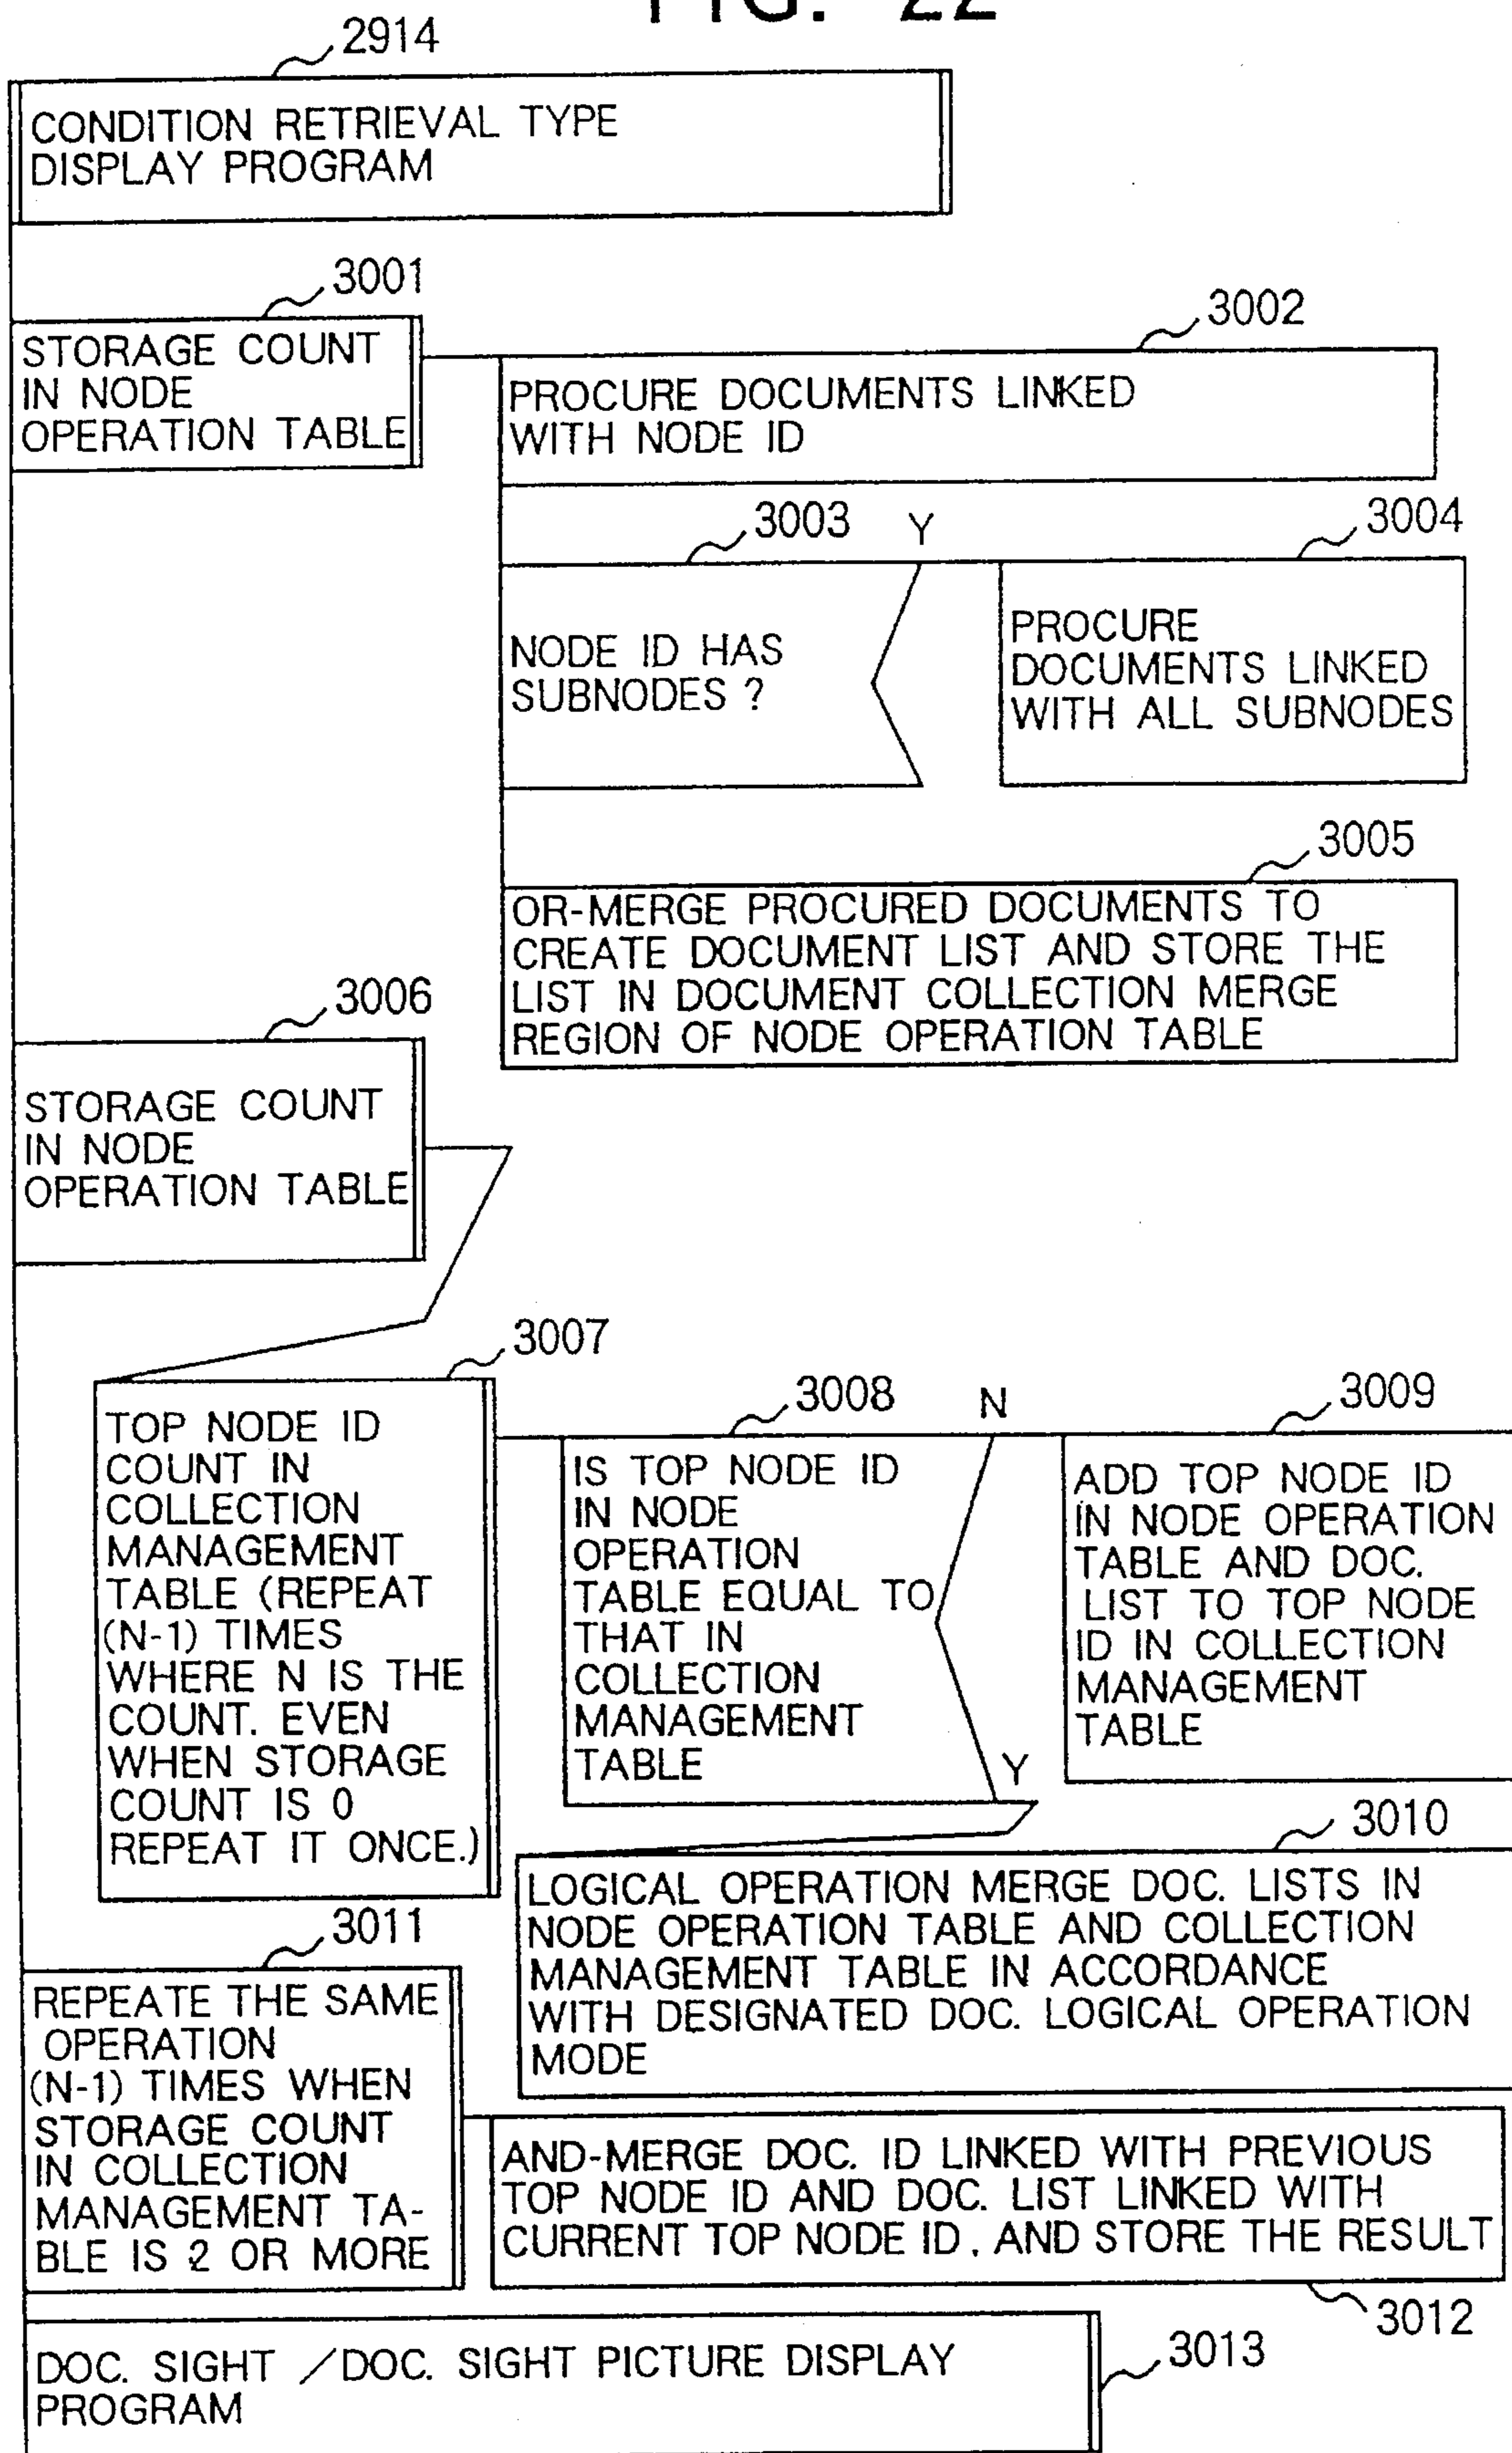 FIG. 22
2914
CONDITION RETRIEVAL TYPE
DISPLAY PROGRAM
3001
STORAGE COUNT
IN NODE
OPERATION TABLE
3002
PROCURE DOCUMENTS LINKED
WITH NODE ID
3003
Y
NODE ID HAS
SUBNODES ?
3004
PROCURE
DOCUMENTS LINKED
WITH ALL SUBNODES
3005
OR-MERGE PROCURED DOCUMENTS TO
CREATE DOCUMENT LIST AND STORE THE
LIST IN DOCUMENT COLLECTION MERGE
REGION OF NODE OPERATION TABLE
3006
STORAGE COUNT
IN NODE
OPERATION TABLE
3007
TOP NODE ID
COUNT IN
COLLECTION
MANAGEMENT
TABLE (REPEAT
(N-1) TIMES
WHERE N IS THE
COUNT. EVEN
WHEN STORAGE
COUNT IS 0
REPEAT IT ONCE.)
3008
N
IS TOP NODE ID
IN NODE
OPERATION
TABLE EQUAL TO
THAT IN
COLLECTION
MANAGEMENT
TABLE
Y
3009
ADD TOP NODE ID
IN NODE OPERATION
TABLE AND DOC.
LIST TO TOP NODE
ID IN COLLECTION
MANAGEMENT
TABLE
3010
LOGICAL OPERATION MERGE DOC. LISTS IN
NODE OPERATION TABLE AND COLLECTION
MANAGEMENT TABLE IN ACCORDANCE
WITH DESIGNATED DOC. LOGICAL OPERATION
MODE
3011
REPEATE THE SAME
OPERATION
(N-1) TIMES WHEN
STORAGE COUNT
IN COLLECTION
MANAGEMENT TA-
BLE IS 2 OR MORE
AND-MERGE DOC. ID LINKED WITH PREVIOUS
TOP NODE ID AND DOC. LIST LINKED WITH
CURRENT TOP NODE ID, AND STORE THE RESULT
3012
DOC. SIGHT /DOC. SIGHT PICTURE DISPLAY
PROGRAM
3013